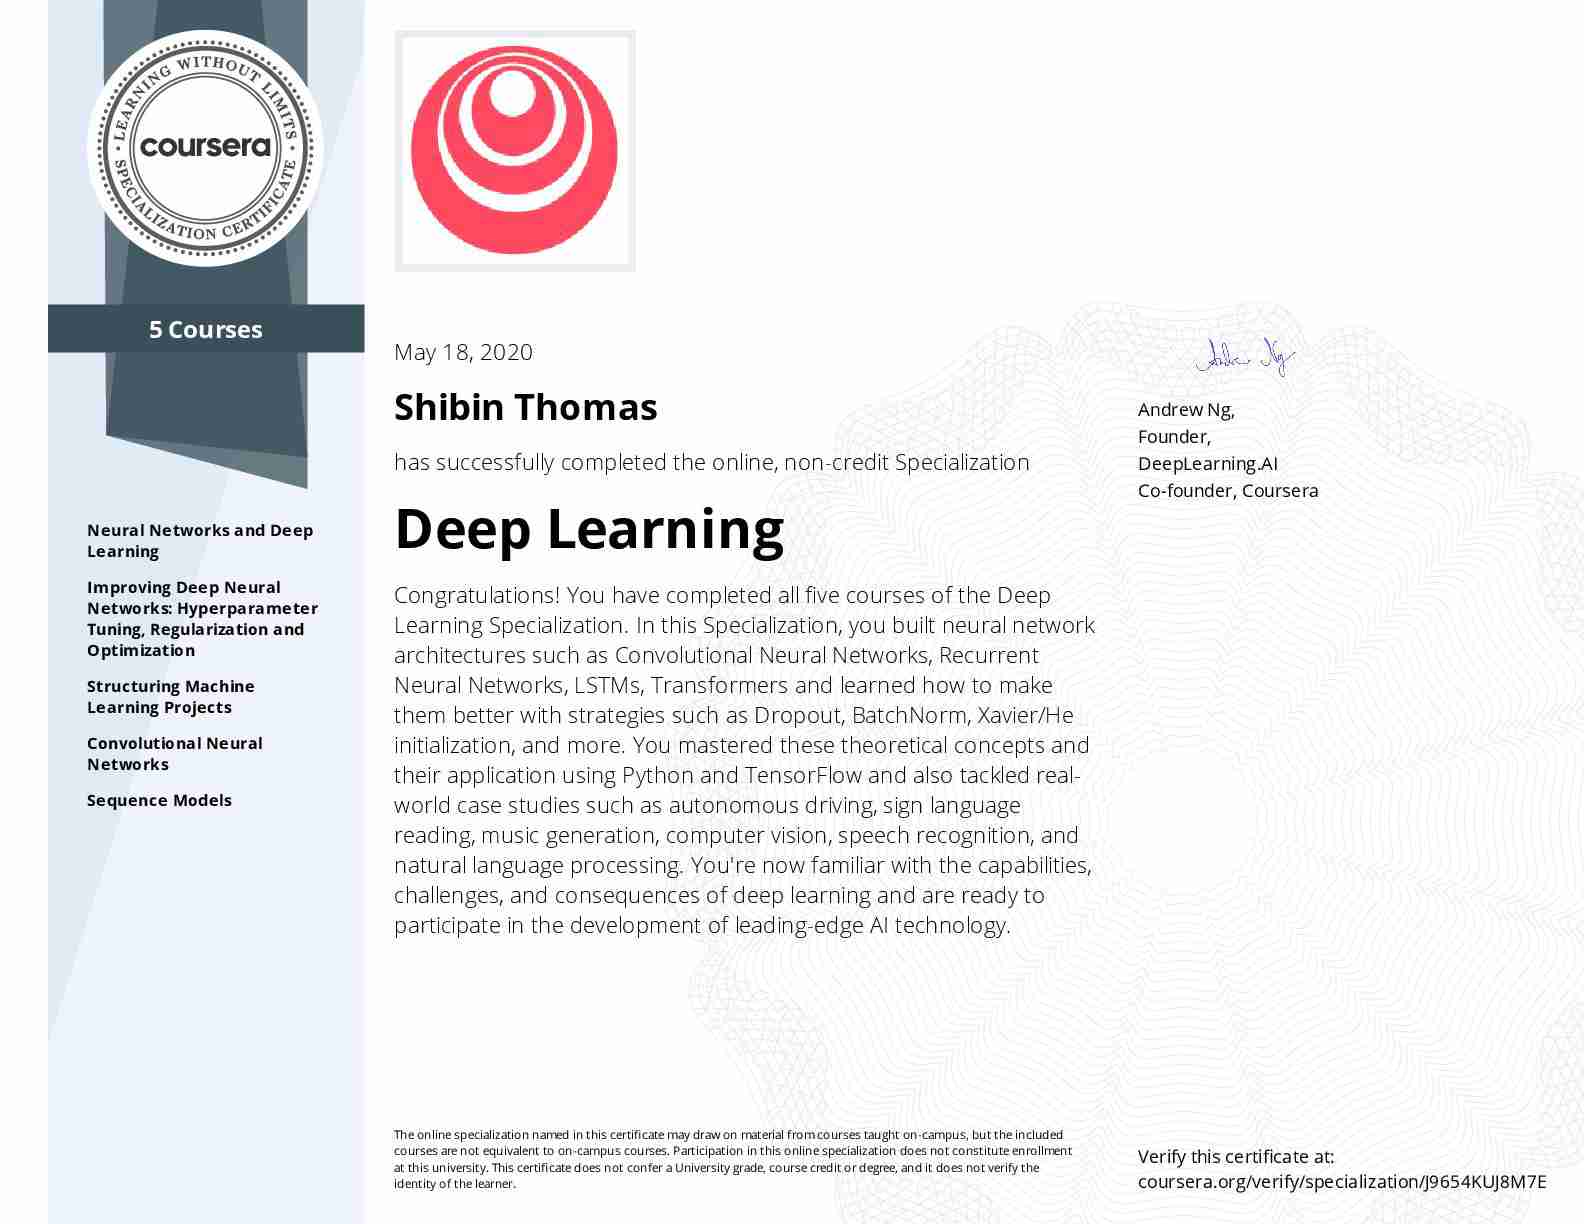 LEARNING WITHOUT LIMITS
coursera
SPECIALIZATION CERTIFICATE
5 Courses
Neural Networks and Deep
Learning
Improving Deep Neural
Networks: Hyperparameter
Tuning, Regularization and
Optimization
Structuring Machine
Learning Projects
Convolutional Neural
Networks
Sequence Models
May 18, 2020
Shibin Thomas
has successfully completed the online, non-credit Specialization
Deep Learning
Congratulations! You have completed all five courses of the Deep
Learning Specialization. In this Specialization, you built neural network
architectures such as Convolutional Neural Networks, Recurrent
Neural Networks, LSTMs, Transformers and learned how to make
them better with strategies such as Dropout, BatchNorm, Xavier/He
initialization, and more. You mastered these theoretical concepts and
their application using Python and TensorFlow and also tackled real-
world case studies such as autonomous driving, sign language
reading, music generation, computer vision, speech recognition, and
natural language processing. You're now familiar with the capabilities,
challenges, and consequences of deep learning and are ready to
participate in the development of leading-edge AI technology.
Andrew Ng
Andrew Ng,
Founder,
DeepLearning.AI
Co-founder, Coursera
The online specialization named in this certificate may draw on material from courses taught on-campus, but the included
courses are not equivalent to on-campus courses. Participation in this online specialization does not constitute enrollment
at this university. This certificate does not confer a University grade, course credit or degree, and it does not verify the
identity of the learner.
Verify this certificate at:
coursera.org/verify/specialization/J9654KUJ8M7E